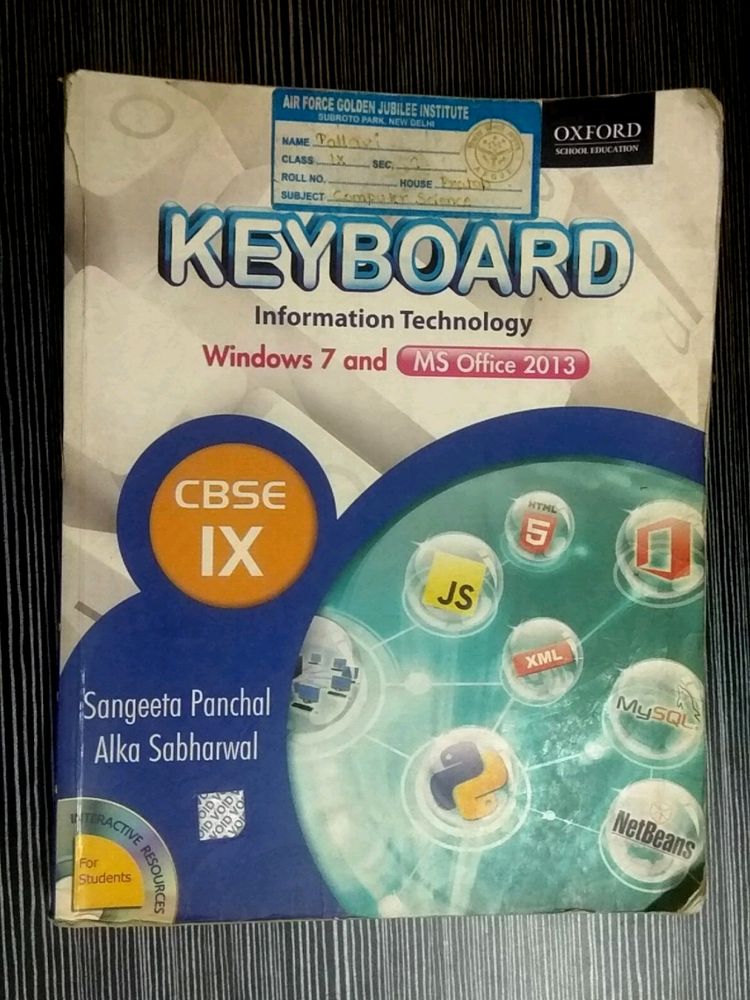 AIR FORCE GOLDEN JUBILEE INSTITUTE
SUBROTO PARK, NEW DELHI
NAME Pallavi
CLASS IX SEC.
ROLL NO. HOUSE
SUBJECT Computer Science
OXFORD
SCHOOL EDUCATION
KEYBOARD
Information Technology
Windows 7 and MS Office 2013
CBSE
IX
HTML
5
JS
XML
MySQL
NetBeans
Sangeeta Panchal
Alka Sabharwal
VOID VOID
INTERACTIVE RESOURCES
For
Students